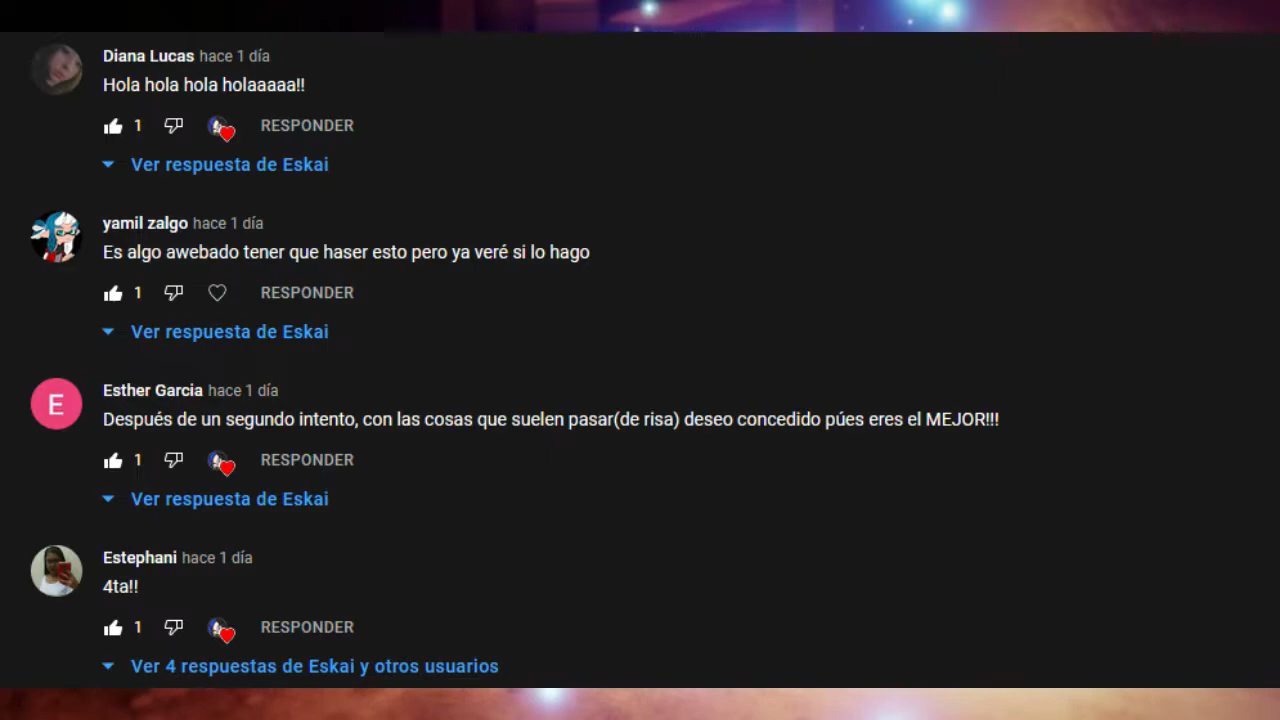 Diana Lucas hace 1 día
Hola hola hola holaaaaa!!
1 RESPONDER
Ver respuesta de Eskai
yamil zalgo hace 1 día
Es algo awebado tener que haser esto pero ya veré si lo hago
1 RESPONDER
Ver respuesta de Eskai
E
Esther Garcia hace 1 día
Después de un segundo intento, con las cosas que suelen pasar(de risa) deseo concedido púes eres el MEJOR!!!
1 RESPONDER
Ver respuesta de Eskai
Estephani hace 1 día
4ta!!
1 RESPONDER
Ver 4 respuestas de Eskai y otros usuarios